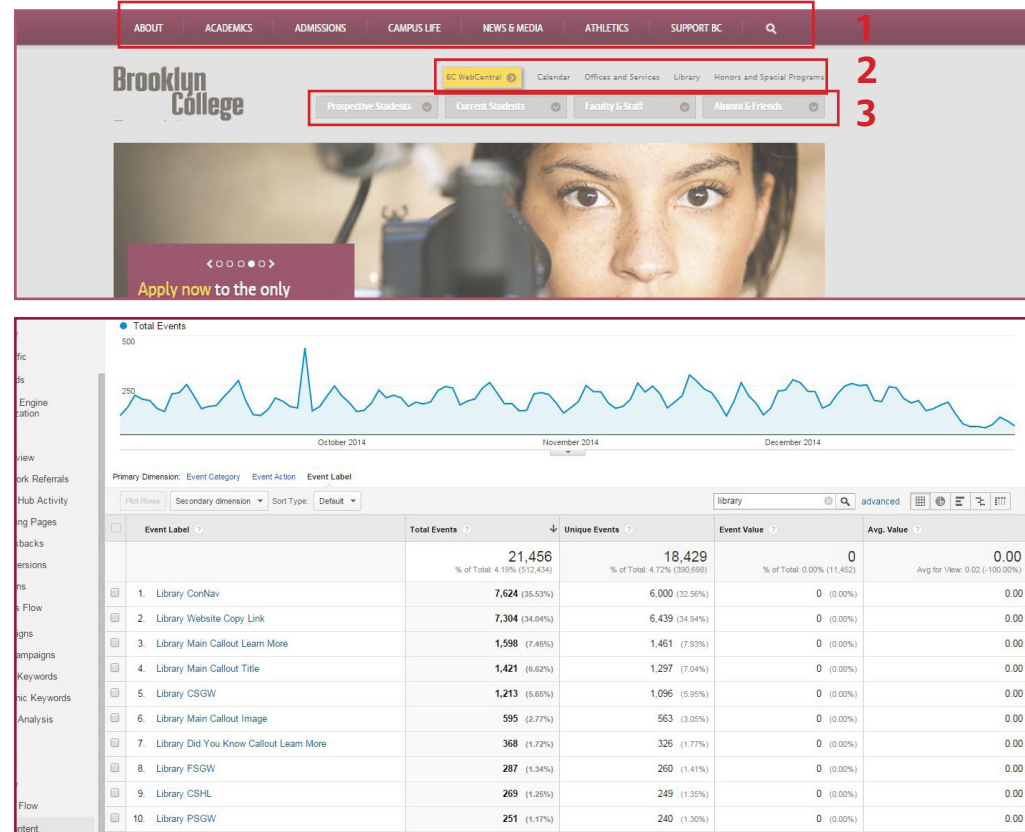 ABOUT ACADEMICS ADMISSIONS CAMPUS LIFE NEWS & MEDIA ATHLETICS SUPPORT BC 1
BC WebCentral Calendar Offices and Services Library Honors and Special Programs 2
Brooklyn
College
Prospective Students Current Students Faculty & Staff Alumni & Friends 3
Apply now to the only
Total Events
500
250
October 2014 November 2014 December 2014
fic
ds
Engine
zation
view
ork Referrals
Hub Activity
ng Pages
kbacks
ersions
ns
s Flow
igns
ampaigns
Keywords
nic Keywords
Analysis
Flow
ntent
Primary Dimension: Event Category Event Action Event Label
Plot Rows Secondary dimension Sort Type: Default library advanced
Event Label Total Events Unique Events Event Value Avg. Value
21,456 18,429 0 0.00
% of Total: 4.19% (512,434) % of Total: 4.72% (390,698) % of Total: 0.00% (11,452) Avg for View: 0.02 (-100.00%)
1. Library ConNav 7,624 (35.53%) 6,000 (32.56%) 0 (0.00%) 0.00
2. Library Website Copy Link 7,304 (34.04%) 6,439 (34.94%) 0 (0.00%) 0.00
3. Library Main Callout Learn More 1,598 (7.45%) 1,461 (7.93%) 0 (0.00%) 0.00
4. Library Main Callout Title 1,421 (6.62%) 1,297 (7.04%) 0 (0.00%) 0.00
5. Library CSGW 1,213 (5.65%) 1,096 (5.95%) 0 (0.00%) 0.00
6. Library Main Callout Image 595 (2.77%) 563 (3.05%) 0 (0.00%) 0.00
7. Library Did You Know Callout Learn More 368 (1.72%) 326 (1.77%) 0 (0.00%) 0.00
8. Library FSGW 287 (1.34%) 260 (1.41%) 0 (0.00%) 0.00
9. Library CSHL 269 (1.25%) 249 (1.35%) 0 (0.00%) 0.00
10. Library PSGW 251 (1.17%) 240 (1.30%) 0 (0.00%) 0.00